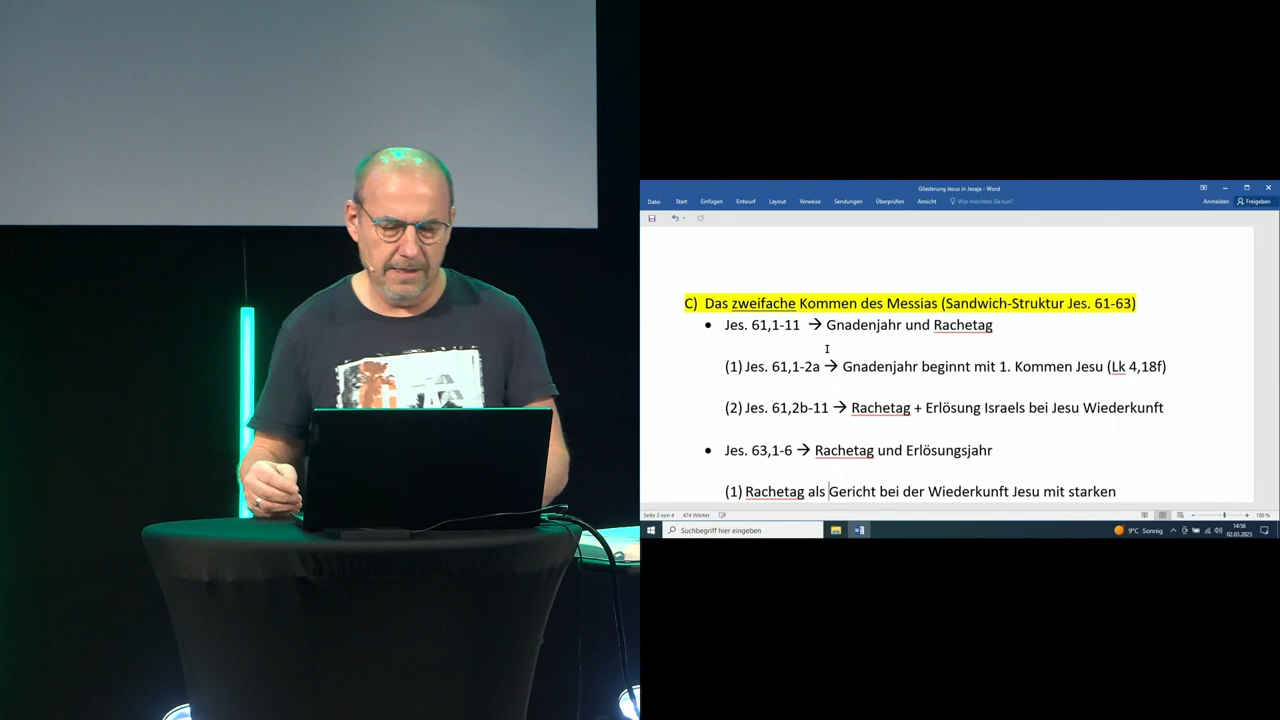 Gliederung Jesus in Jesaja - Word
Datei Start Einfügen Entwurf Layout Verweise Sendungen Überprüfen Ansicht Was möchten Sie tun? Anmelden Freigeben
C) Das zweifache Kommen des Messias (Sandwich-Struktur Jes. 61-63)
• Jes. 61,1-11 → Gnadenjahr und Rachetag
(1) Jes. 61,1-2a → Gnadenjahr beginnt mit 1. Kommen Jesu (Lk 4,18f)
(2) Jes. 61,2b-11 → Rachetag + Erlösung Israels bei Jesu Wiederkunft
• Jes. 63,1-6 → Rachetag und Erlösungsjahr
(1) Rachetag als Gericht bei der Wiederkunft Jesu mit starken
Seite 2 von 4 474 Wörter 100 %
Suchbegriff hier eingeben 9°C Sonnig 14:56
02.03.2023